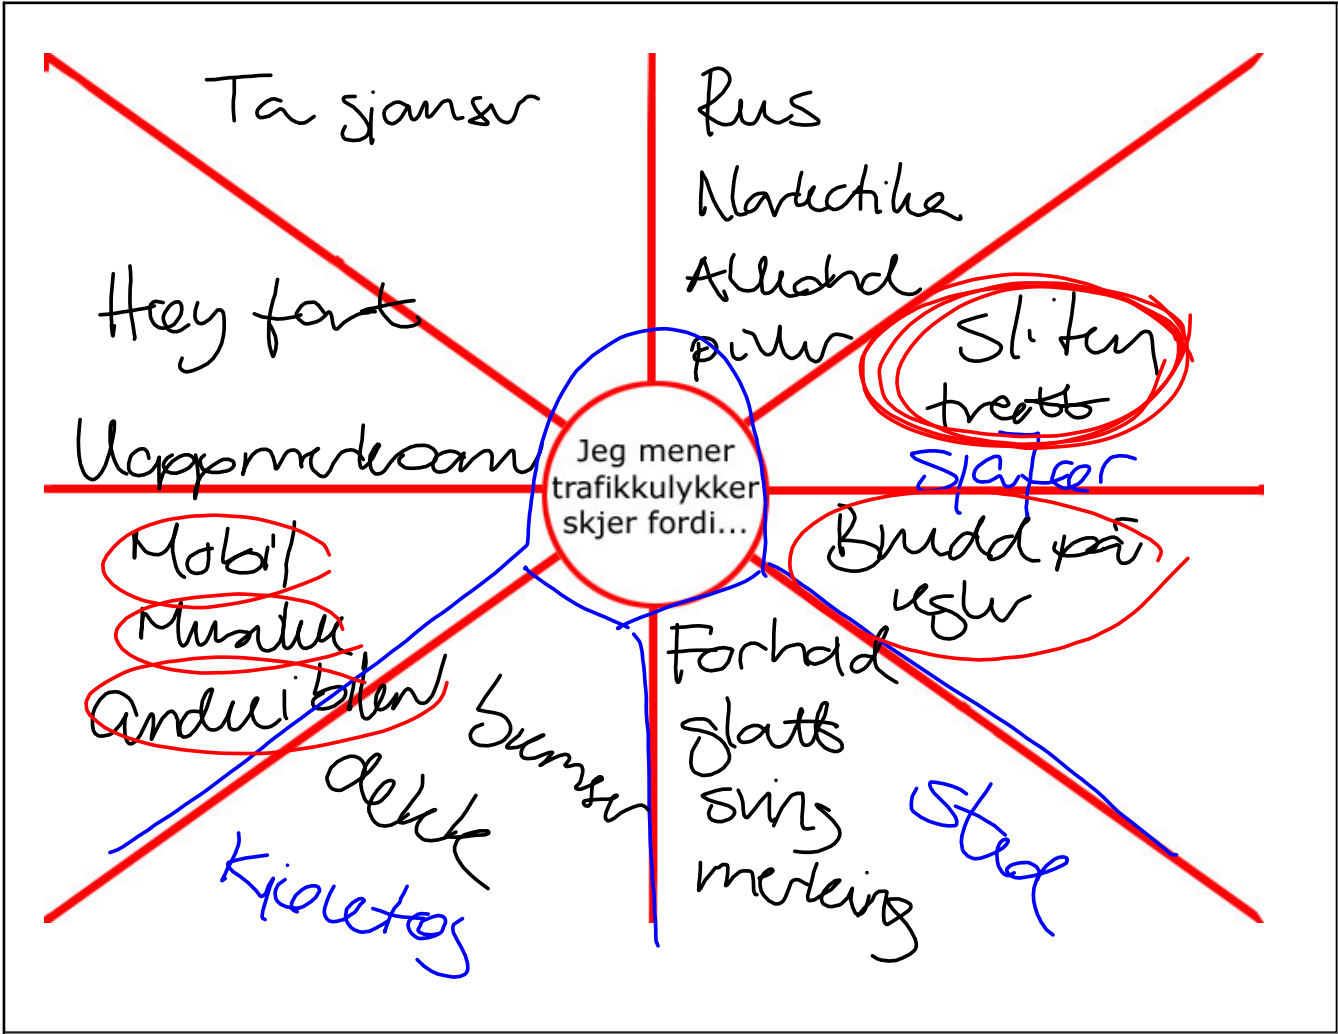 Ta sjanser
Rus
Narkotika
Alkohol
piller
Høy fart
Sliten
trøtt
Uoppmerksom
sjåfør
Jeg mener
trafikkulykker
skjer fordi...
Mobil
Musikk
andre i bilen
Brudd på
regler
Forhold
glatt
sving
merking
dekk
bremser
Kjøretøy
Sted